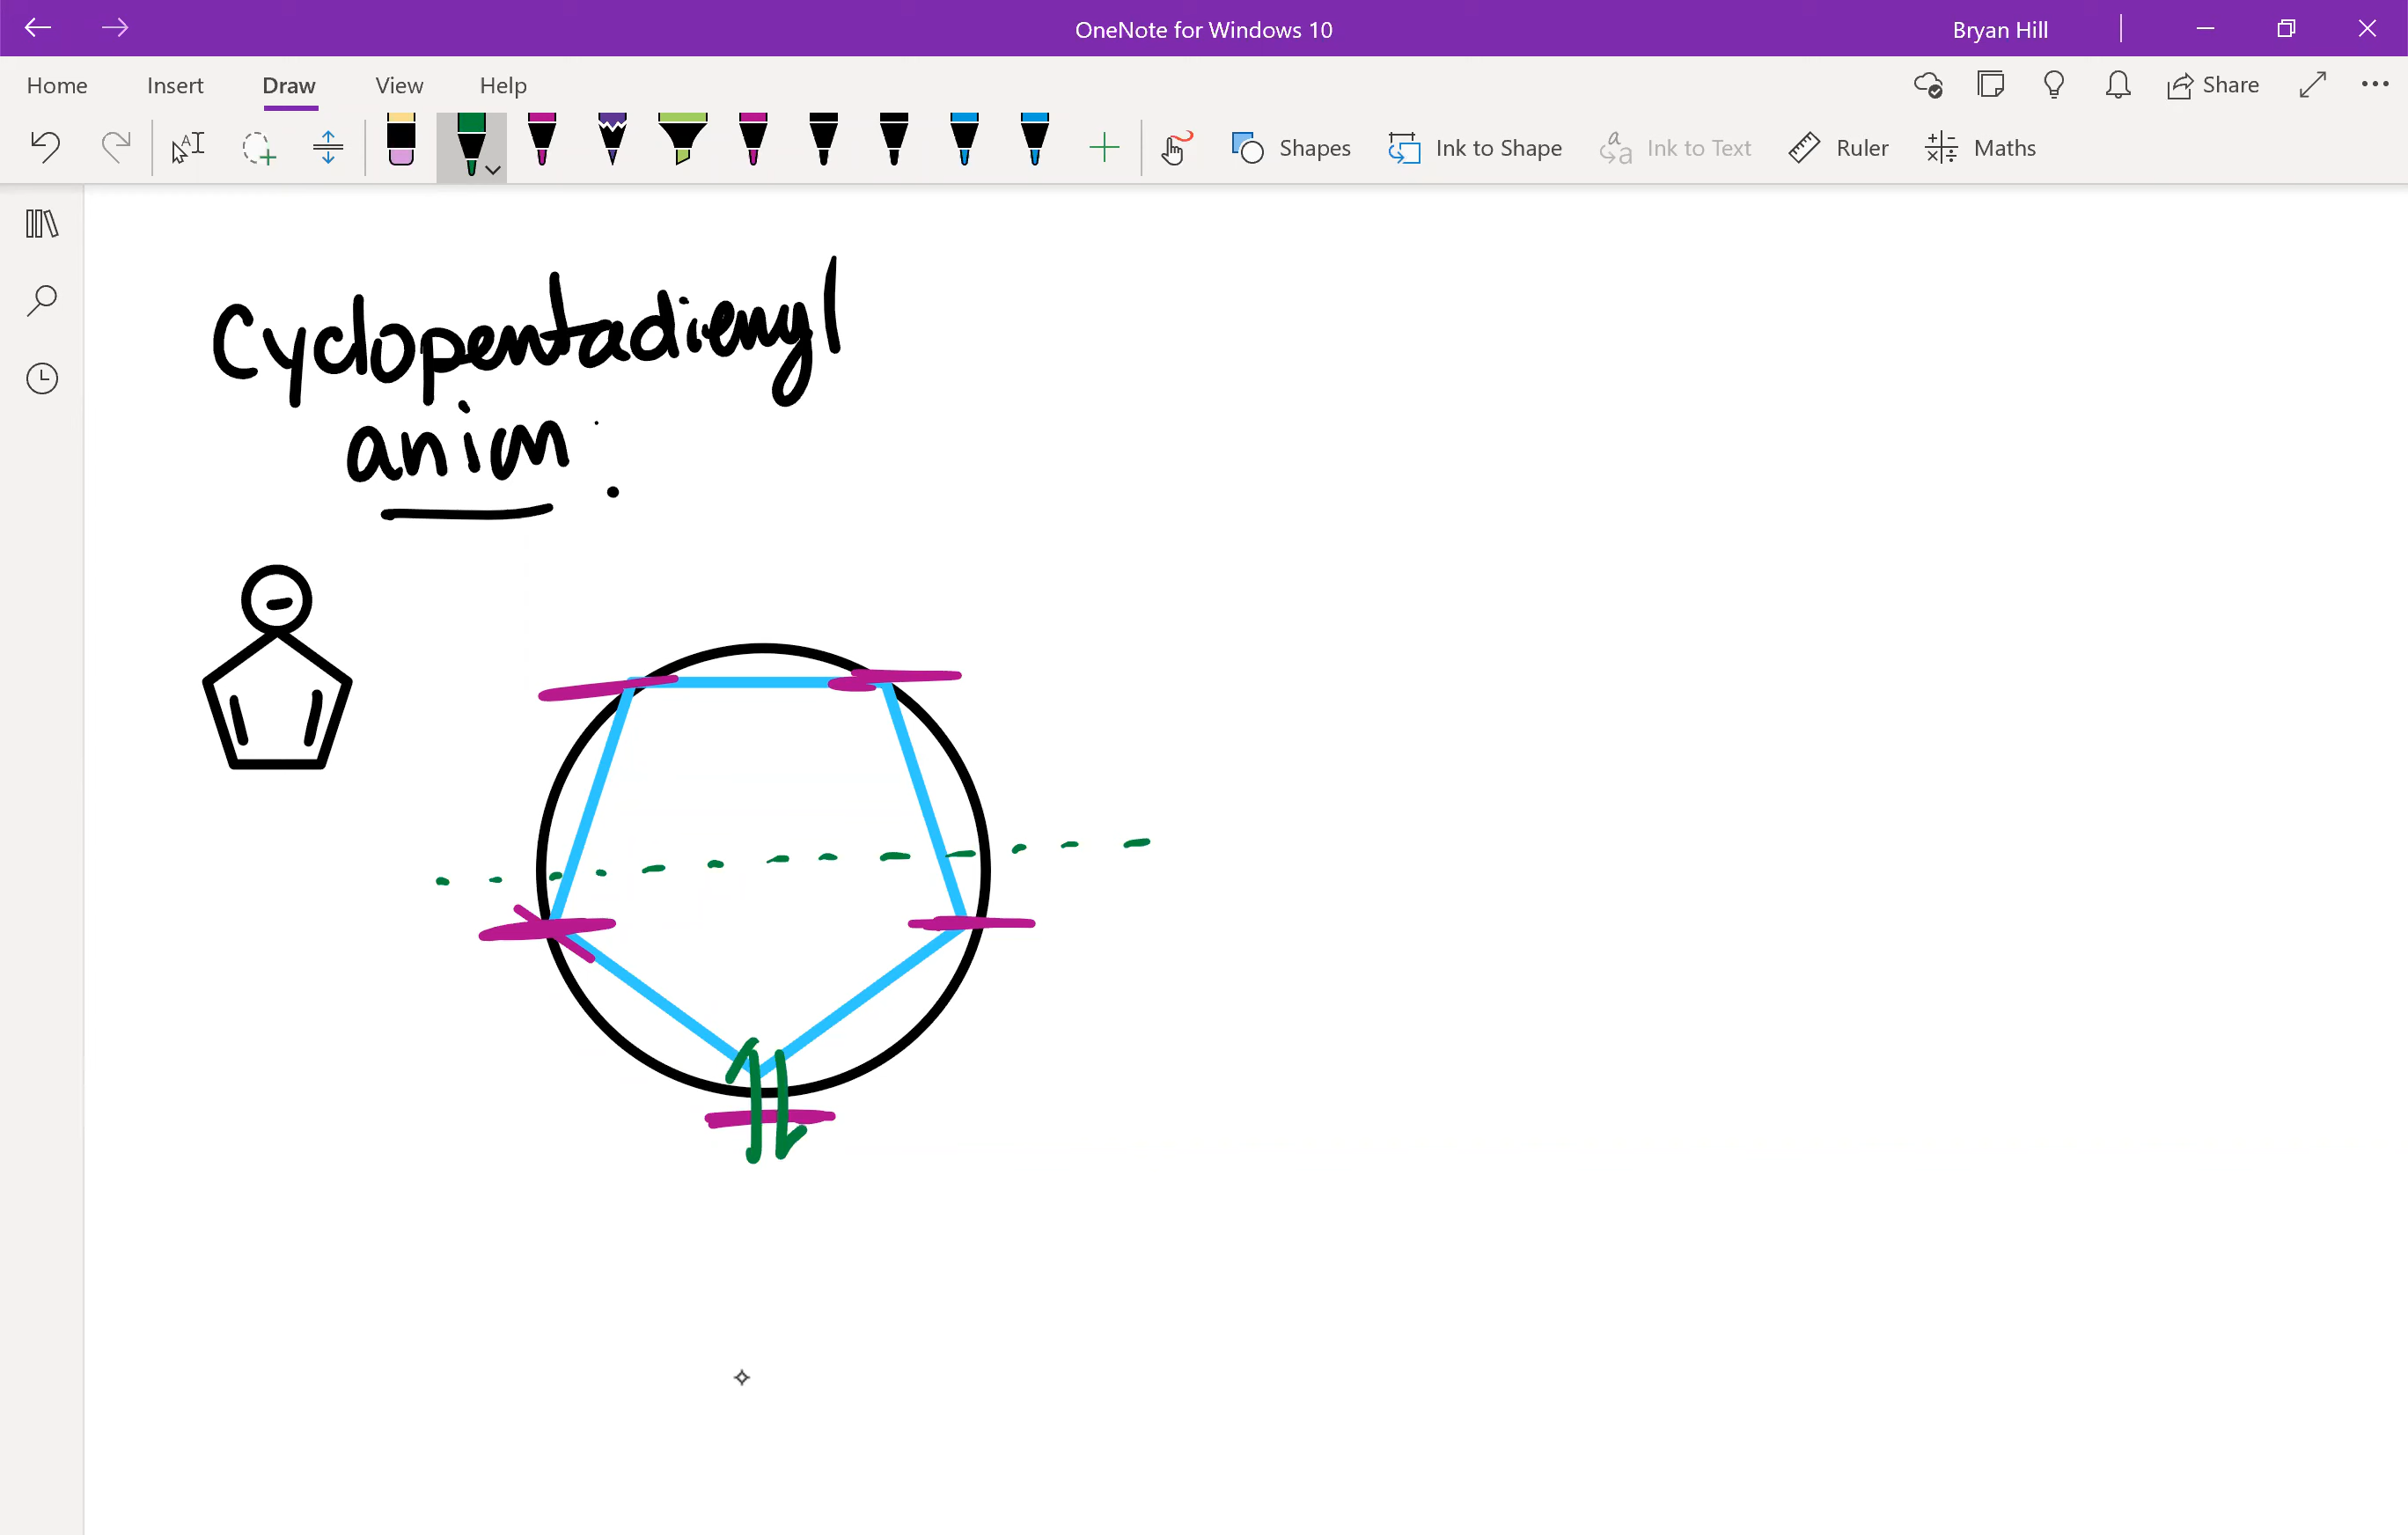 OneNote for Windows 10
Bryan Hill
Home Insert Draw View Help
Share
Shapes Ink to Shape Ink to Text Ruler Maths
Cyclopentadienyl
anion: